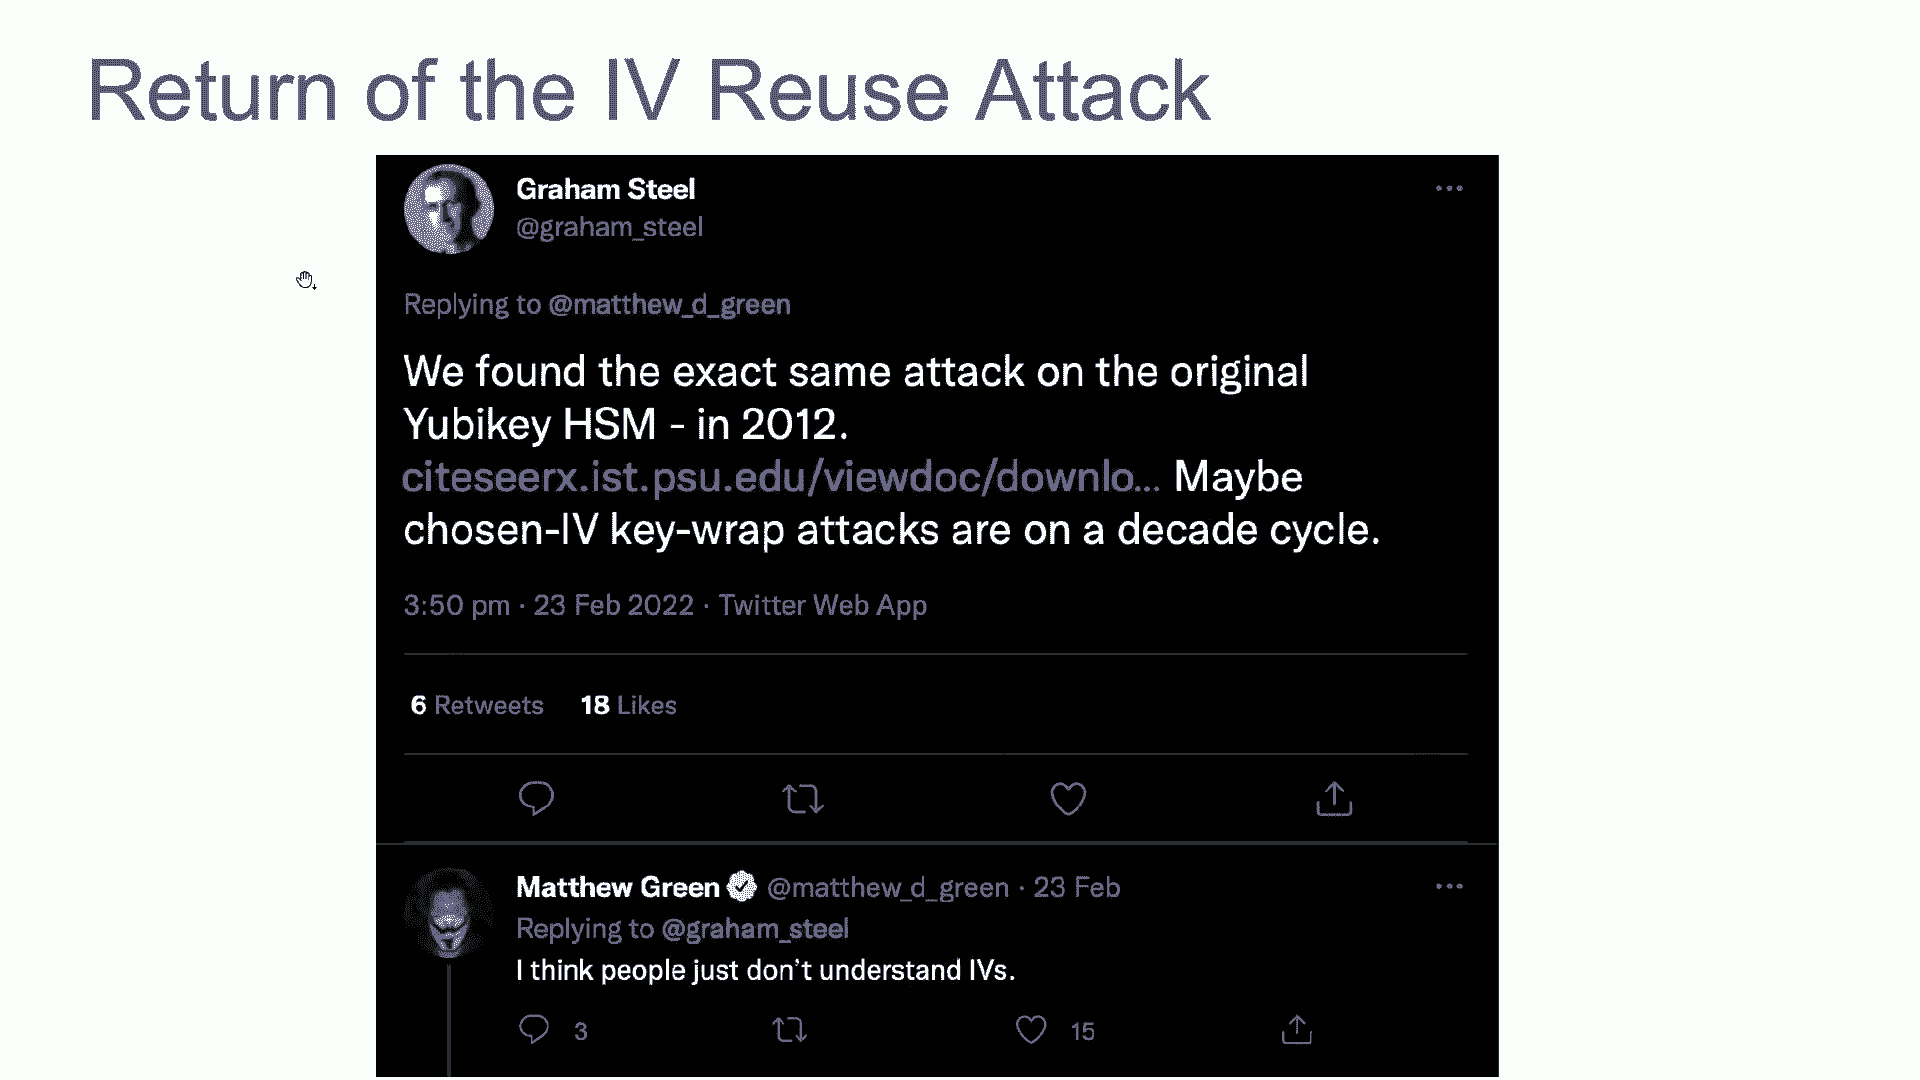 Return of the IV Reuse Attack
Graham Steel
@graham_steel
Replying to @matthew_d_green
We found the exact same attack on the original
Yubikey HSM - in 2012.
citeseerx.ist.psu.edu/viewdoc/downlo... Maybe
chosen-IV key-wrap attacks are on a decade cycle.
3:50 pm · 23 Feb 2022 · Twitter Web App
6 Retweets 18 Likes
Matthew Green @matthew_d_green · 23 Feb
Replying to @graham_steel
I think people just don’t understand IVs.
3 15